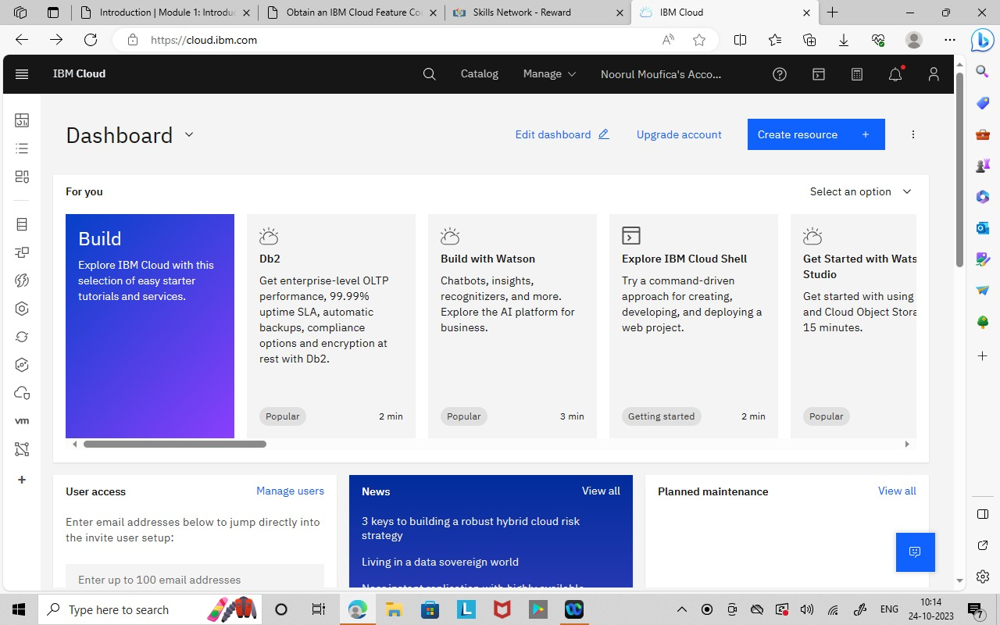 Introduction | Module 1: Introduc
Obtain an IBM Cloud Feature Co
Skills Network - Reward
IBM Cloud
https://cloud.ibm.com
IBM Cloud
Catalog
Manage
Noorul Moufica's Acco...
Dashboard
Edit dashboard
Upgrade account
Create resource +
For you
Select an option
Build
Explore IBM Cloud with this
selection of easy starter
tutorials and services.
Db2
Get enterprise-level OLTP
performance, 99.99%
uptime SLA, automatic
backups, compliance
options and encryption at
rest with Db2.
Popular
2 min
Build with Watson
Chatbots, insights,
recognitizers, and more.
Explore the AI platform for
business.
Popular
3 min
Explore IBM Cloud Shell
Try a command-driven
approach for creating,
developing, and deploying a
web project.
Getting started
2 min
Get Started with Wats
Studio
Get started with using
and Cloud Object Stora
15 minutes.
Popular
vm
User access
Manage users
Enter email addresses below to jump directly into
the invite user setup:
Enter up to 100 email addresses
News
View all
3 keys to building a robust hybrid cloud risk
strategy
Living in a data sovereign world
Near instant replication with highly available
Planned maintenance
View all
Type here to search
ENG
10:14
24-10-2023
7